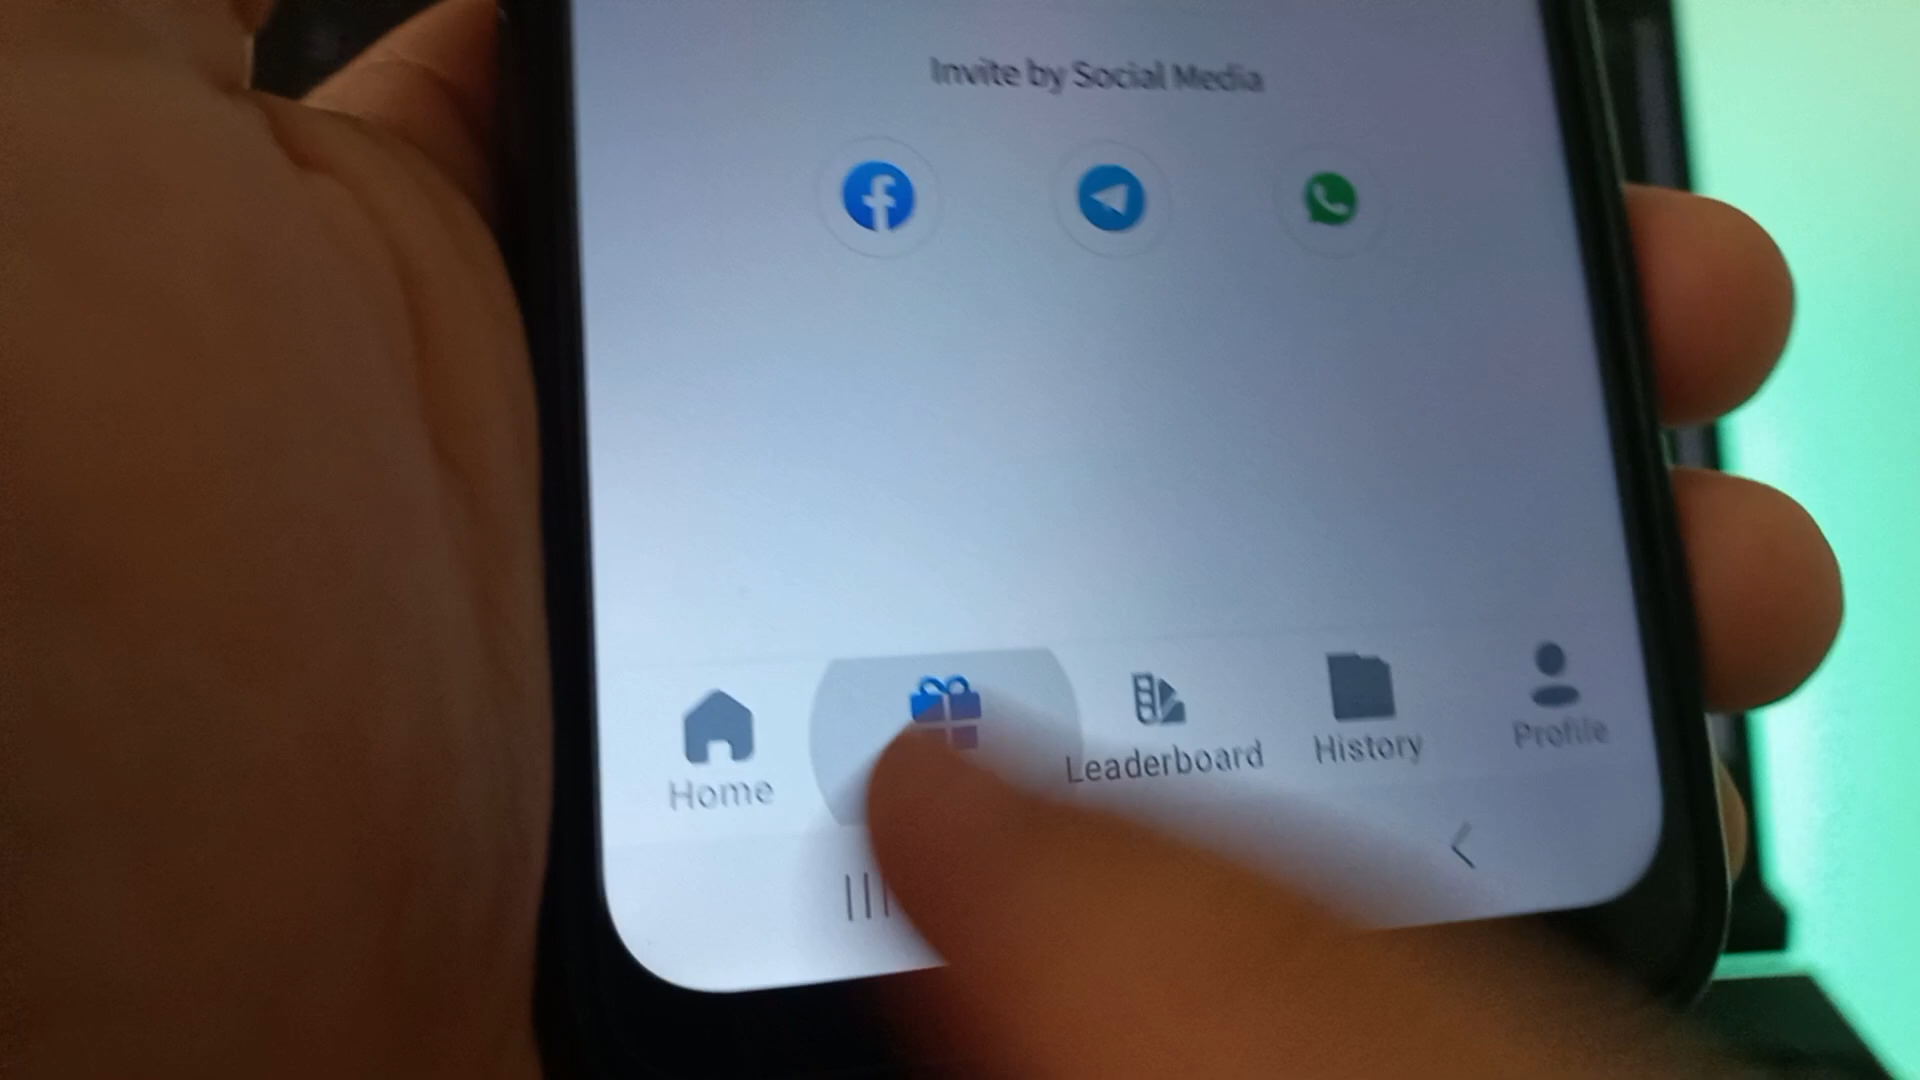 Invite by Social Media
Home
Leaderboard
History
Profile